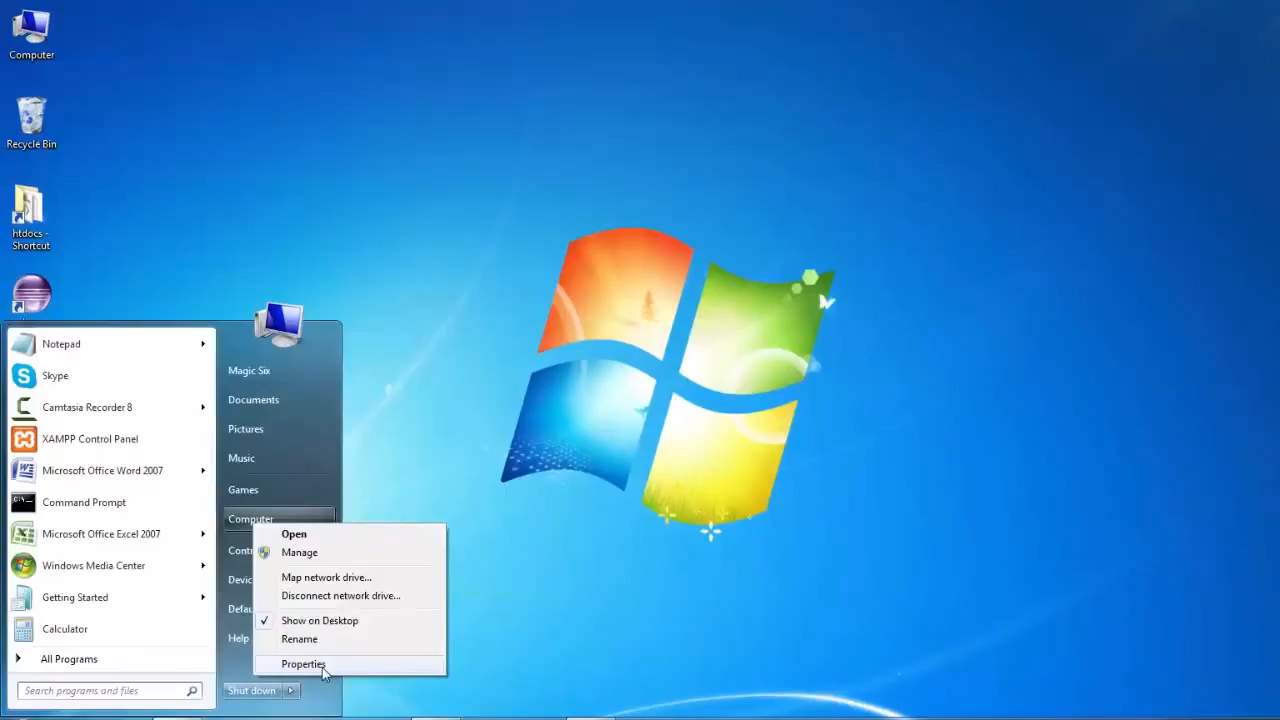 Computer
Recycle Bin
htdocs -
Shortcut
Notepad
Skype
Camtasia Recorder 8
XAMPP Control Panel
Microsoft Office Word 2007
Command Prompt
Microsoft Office Excel 2007
Windows Media Center
Getting Started
Calculator
All Programs
Search programs and files
Magic Six
Documents
Pictures
Music
Games
Computer
Contr
Devic
Defau
Help
Shut down
Open
Manage
Map network drive...
Disconnect network drive...
Show on Desktop
Rename
Properties